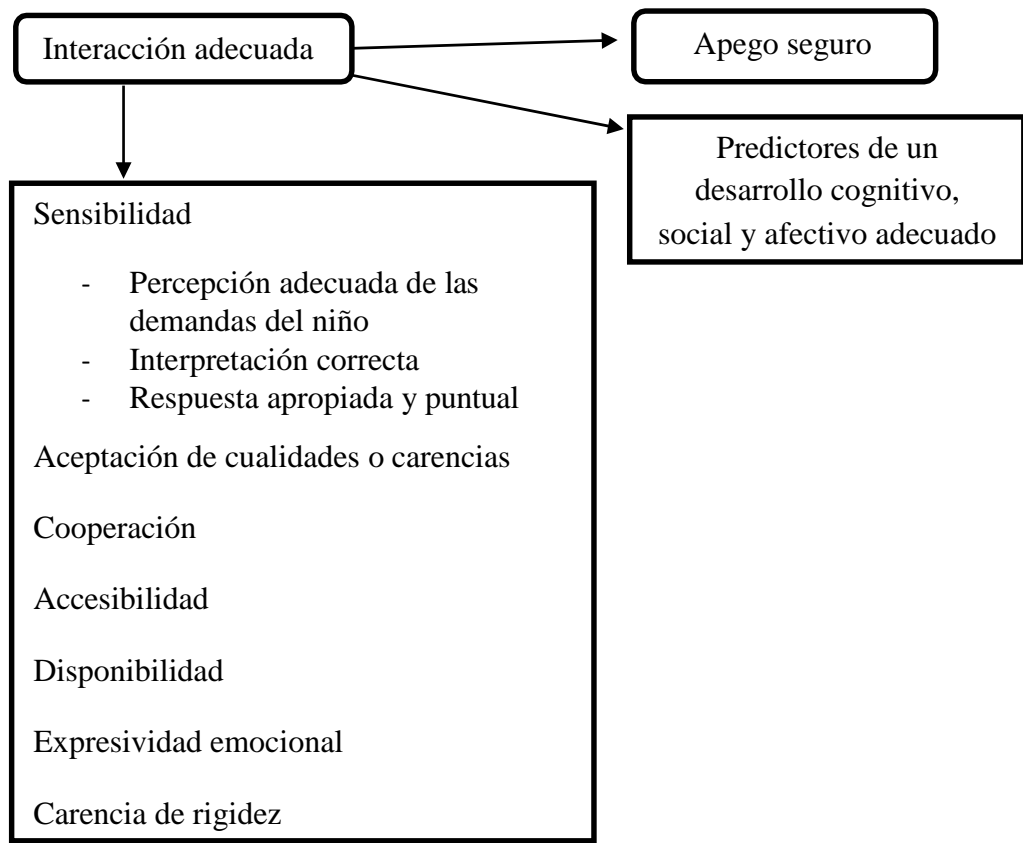 Interacción adecuada
Apego seguro
Predictores de un
desarrollo cognitivo,
social y afectivo adecuado
Sensibilidad
- Percepción adecuada de las
demandas del niño
- Interpretación correcta
- Respuesta apropiada y puntual
Aceptación de cualidades o carencias
Cooperación
Accesibilidad
Disponibilidad
Expresividad emocional
Carencia de rigidez